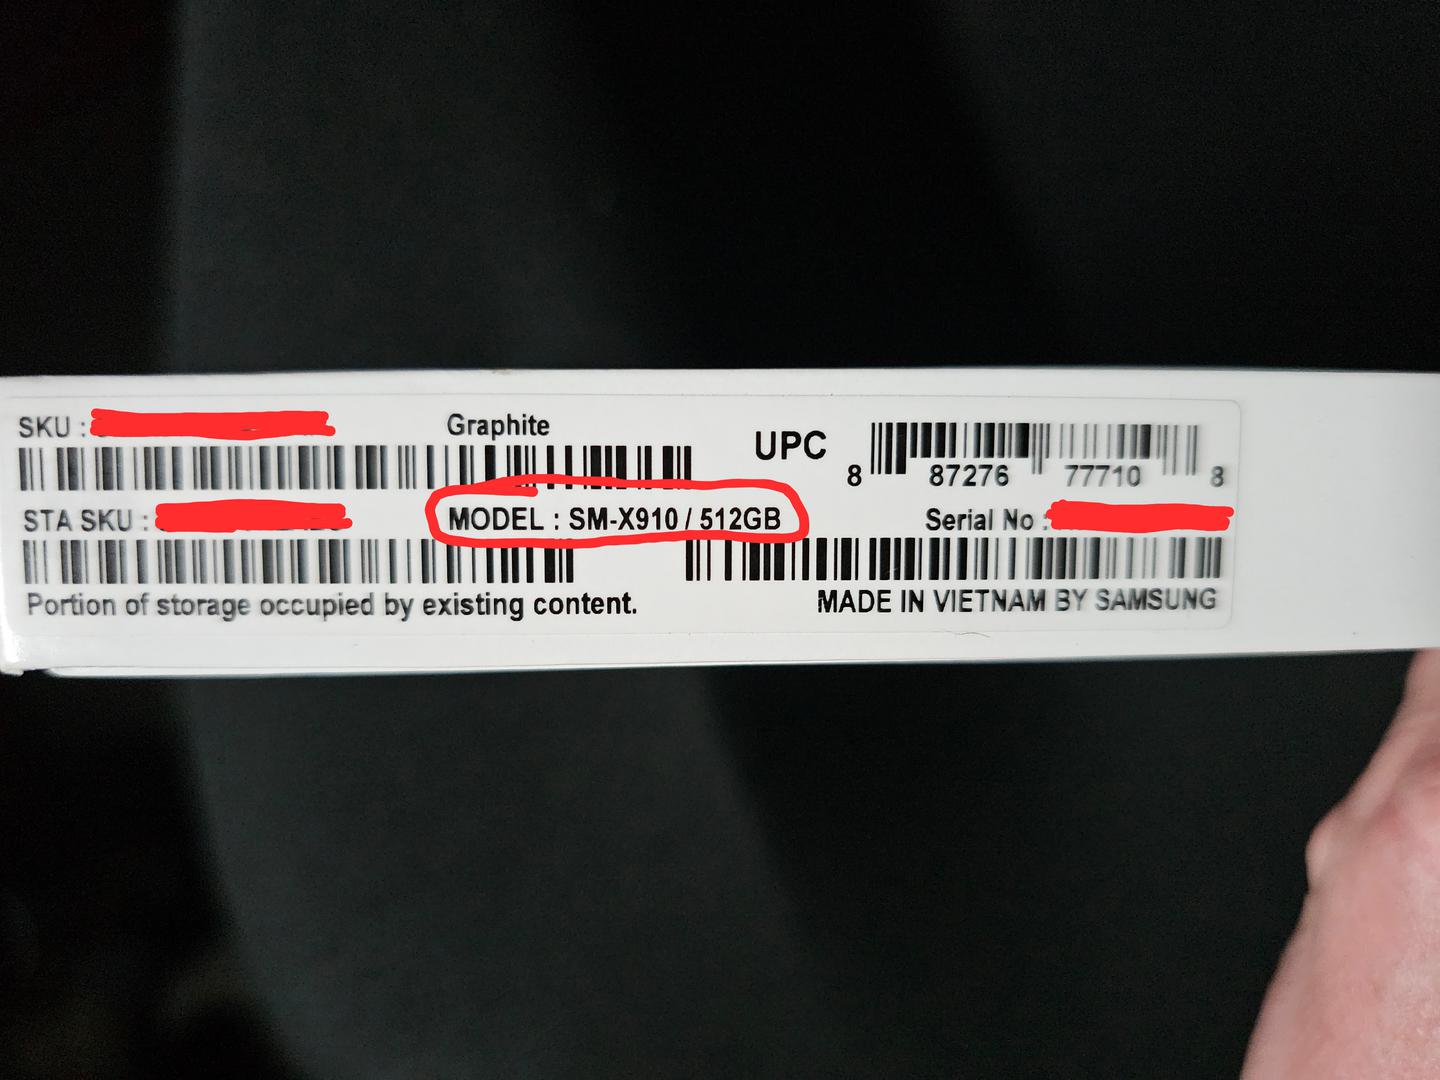 SKU :
Graphite
UPC
8 87276 77710 8
STA SKU :
MODEL : SM-X910 / 512GB
Serial No :
Portion of storage occupied by existing content.
MADE IN VIETNAM BY SAMSUNG